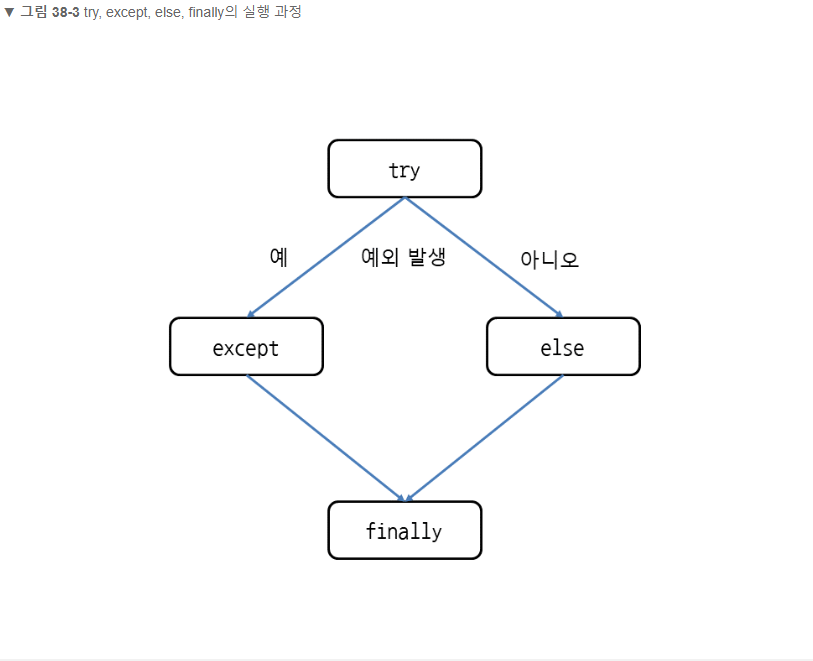 ▼ 그림 38-3 try, except, else, finally의 실행 과정
try
예
예외 발생
아니오
except
else
finally